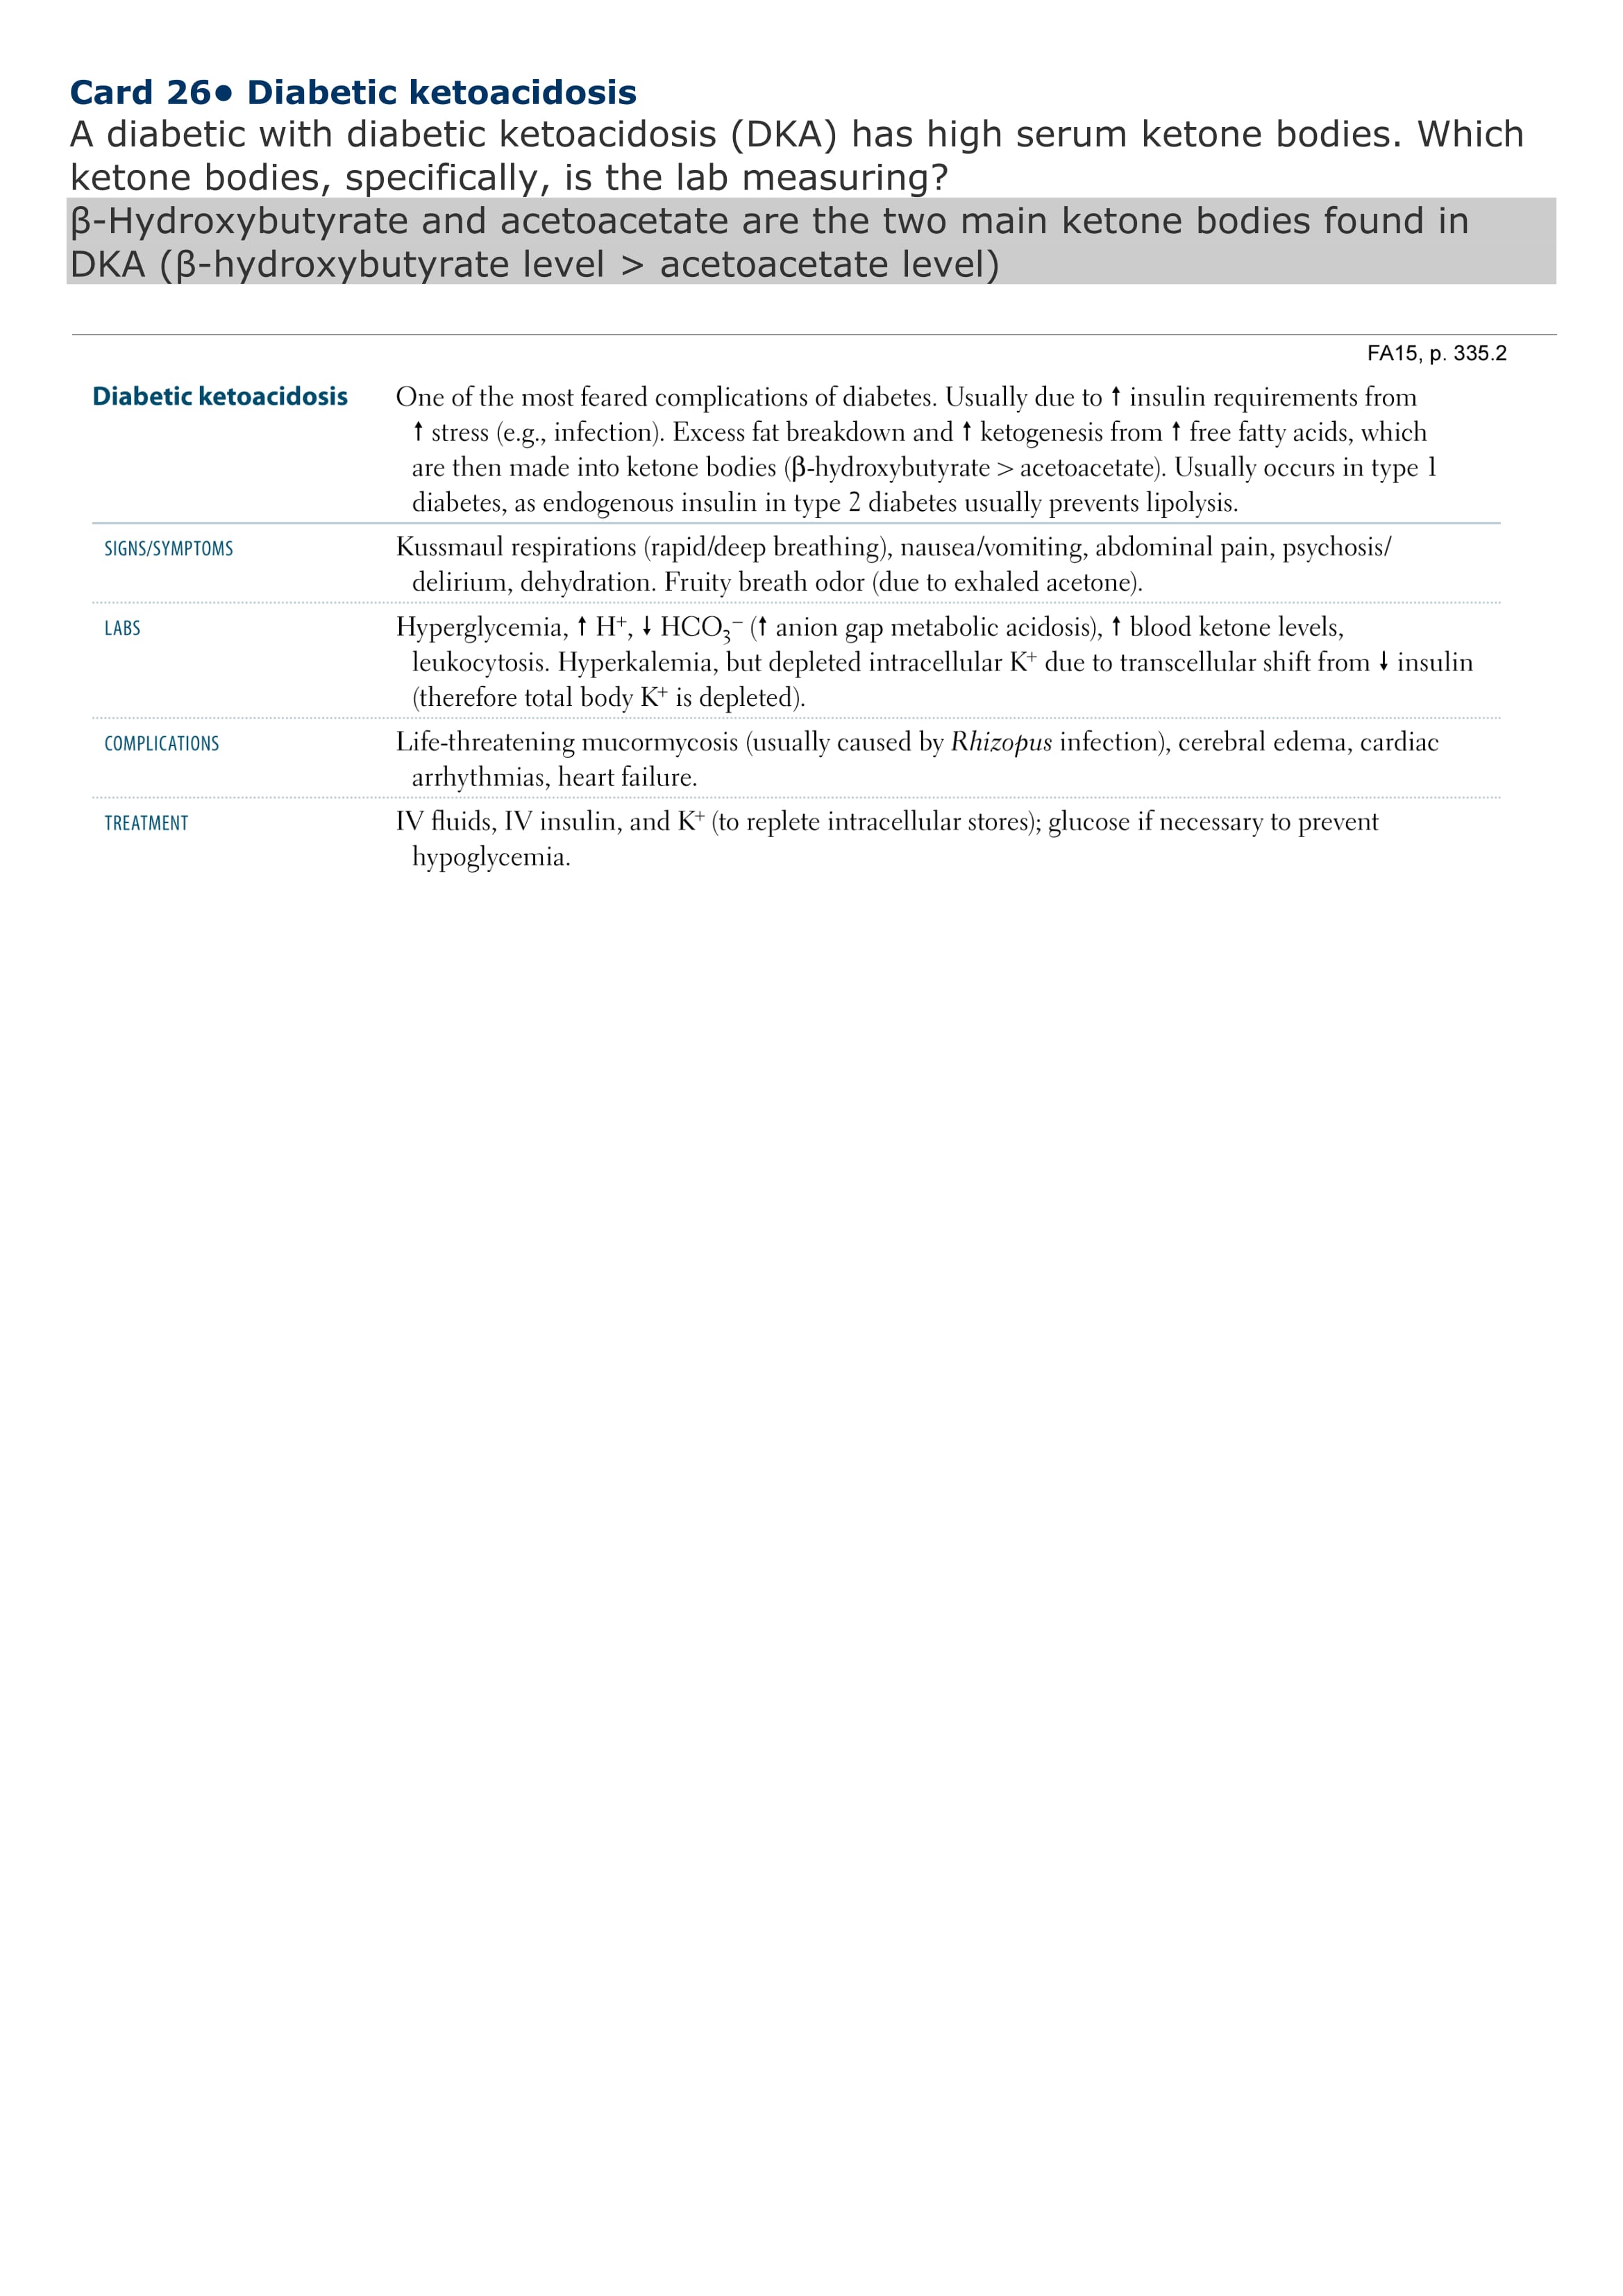 Card 26● Diabetic ketoacidosis
A diabetic with diabetic ketoacidosis (DKA) has high serum ketone bodies. Which
ketone bodies, specifically, is the lab measuring?
β-Hydroxybutyrate and acetoacetate are the two main ketone bodies found in
DKA (β-hydroxybutyrate level > acetoacetate level)
FA15, p. 335.2
Diabetic ketoacidosis One of the most feared complications of diabetes. Usually due to ↑ insulin requirements from
↑ stress (e.g., infection). Excess fat breakdown and ↑ ketogenesis from ↑ free fatty acids, which
are then made into ketone bodies (β-hydroxybutyrate > acetoacetate). Usually occurs in type 1
diabetes, as endogenous insulin in type 2 diabetes usually prevents lipolysis.
SIGNS/SYMPTOMS Kussmaul respirations (rapid/deep breathing), nausea/vomiting, abdominal pain, psychosis/
delirium, dehydration. Fruity breath odor (due to exhaled acetone).
LABS Hyperglycemia, ↑ H⁺, ↓ HCO₃⁻ (↑ anion gap metabolic acidosis), ↑ blood ketone levels,
leukocytosis. Hyperkalemia, but depleted intracellular K⁺ due to transcellular shift from ↓ insulin
(therefore total body K⁺ is depleted).
COMPLICATIONS Life-threatening mucormycosis (usually caused by Rhizopus infection), cerebral edema, cardiac
arrhythmias, heart failure.
TREATMENT IV fluids, IV insulin, and K⁺ (to replete intracellular stores); glucose if necessary to prevent
hypoglycemia.